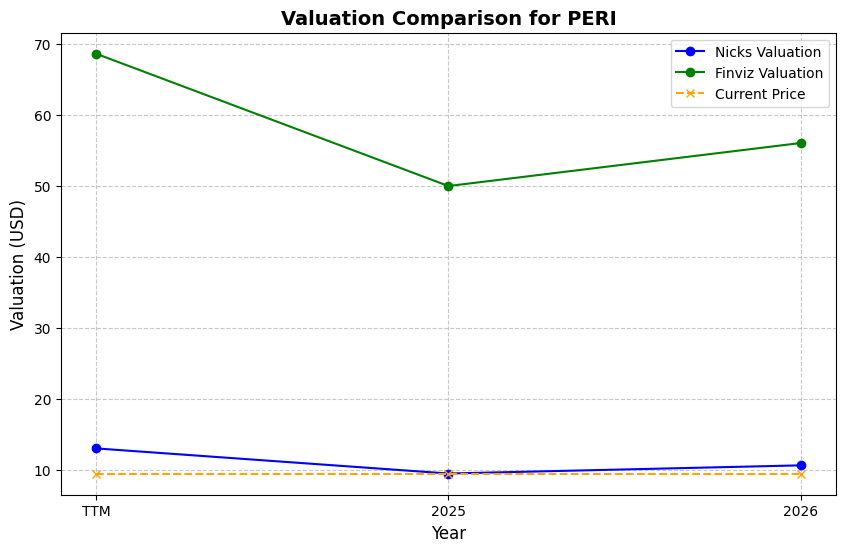 Valuation Comparison for PERI
Nicks Valuation
Finviz Valuation
Current Price
Valuation (USD)
70
60
50
40
30
20
10
TTM
2025
2026
Year